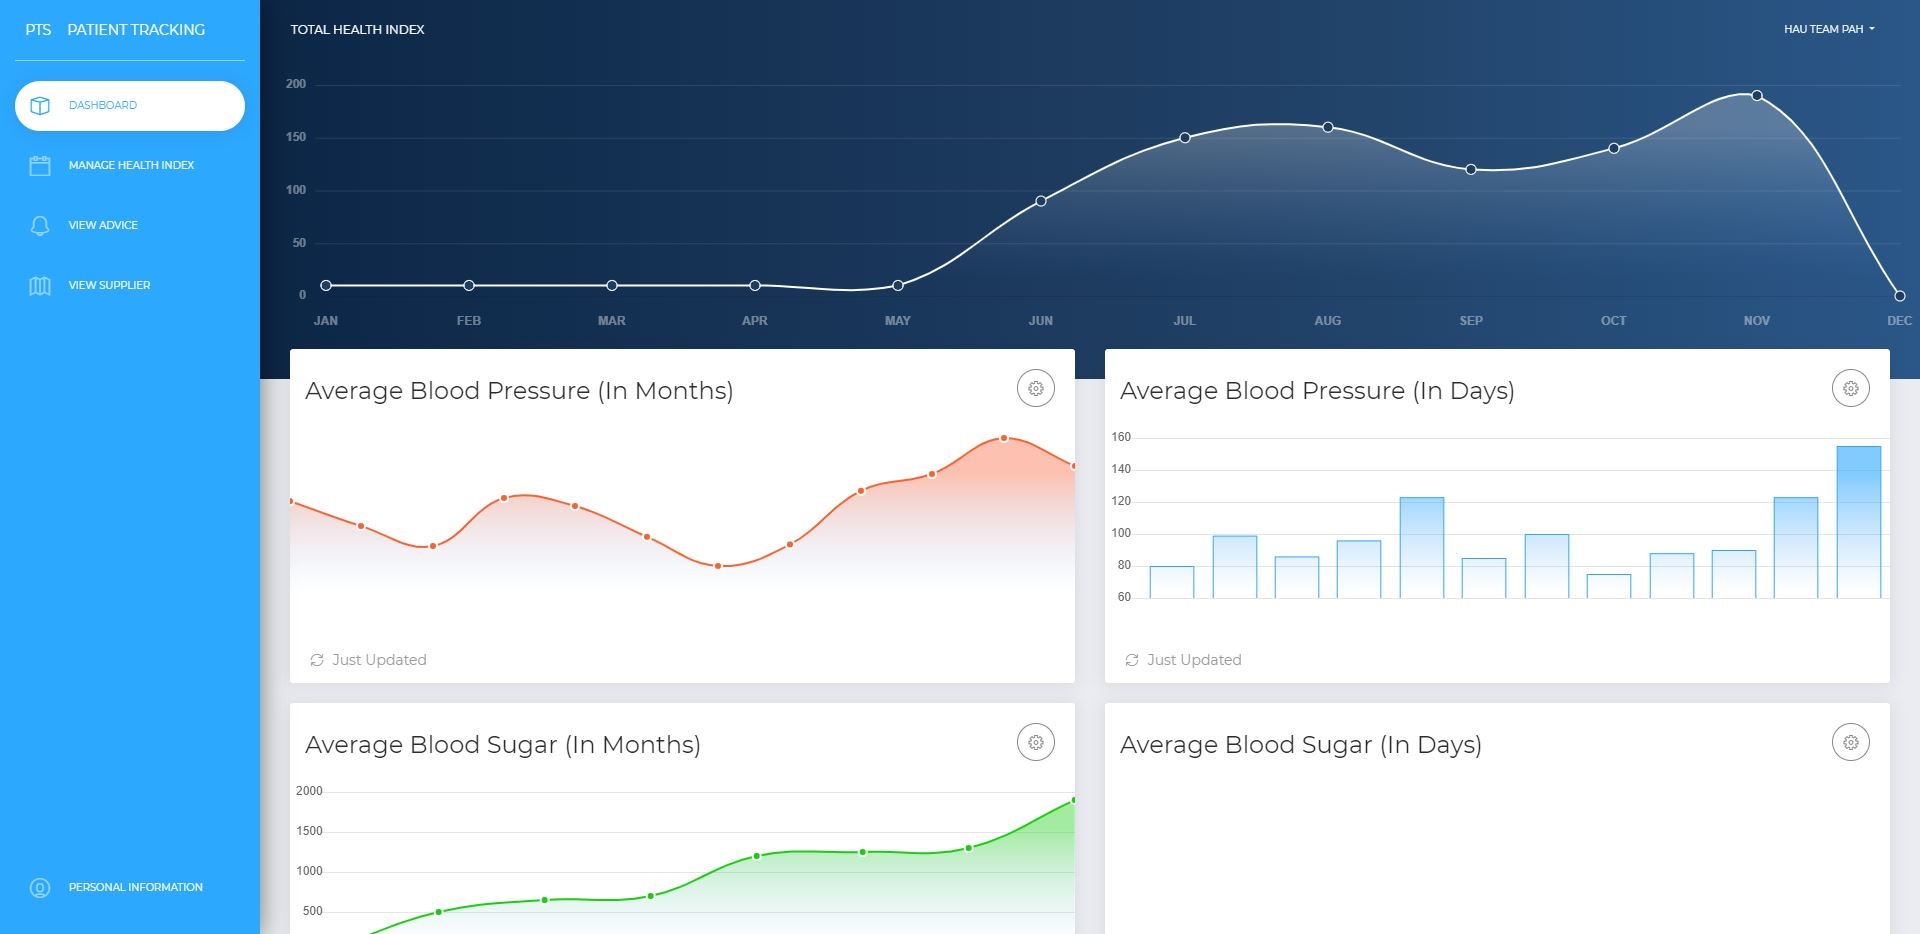 PTS PATIENT TRACKING
DASHBOARD
MANAGE HEALTH INDEX
VIEW ADVICE
VIEW SUPPLIER
PERSONAL INFORMATION
TOTAL HEALTH INDEX
HAU TEAM PAH
200
150
100
50
0
JAN FEB MAR APR MAY JUN JUL AUG SEP OCT NOV DEC
Average Blood Pressure (In Months)
Just Updated
Average Blood Pressure (In Days)
160
140
120
100
80
60
Just Updated
Average Blood Sugar (In Months)
2000
1500
1000
500
Average Blood Sugar (In Days)